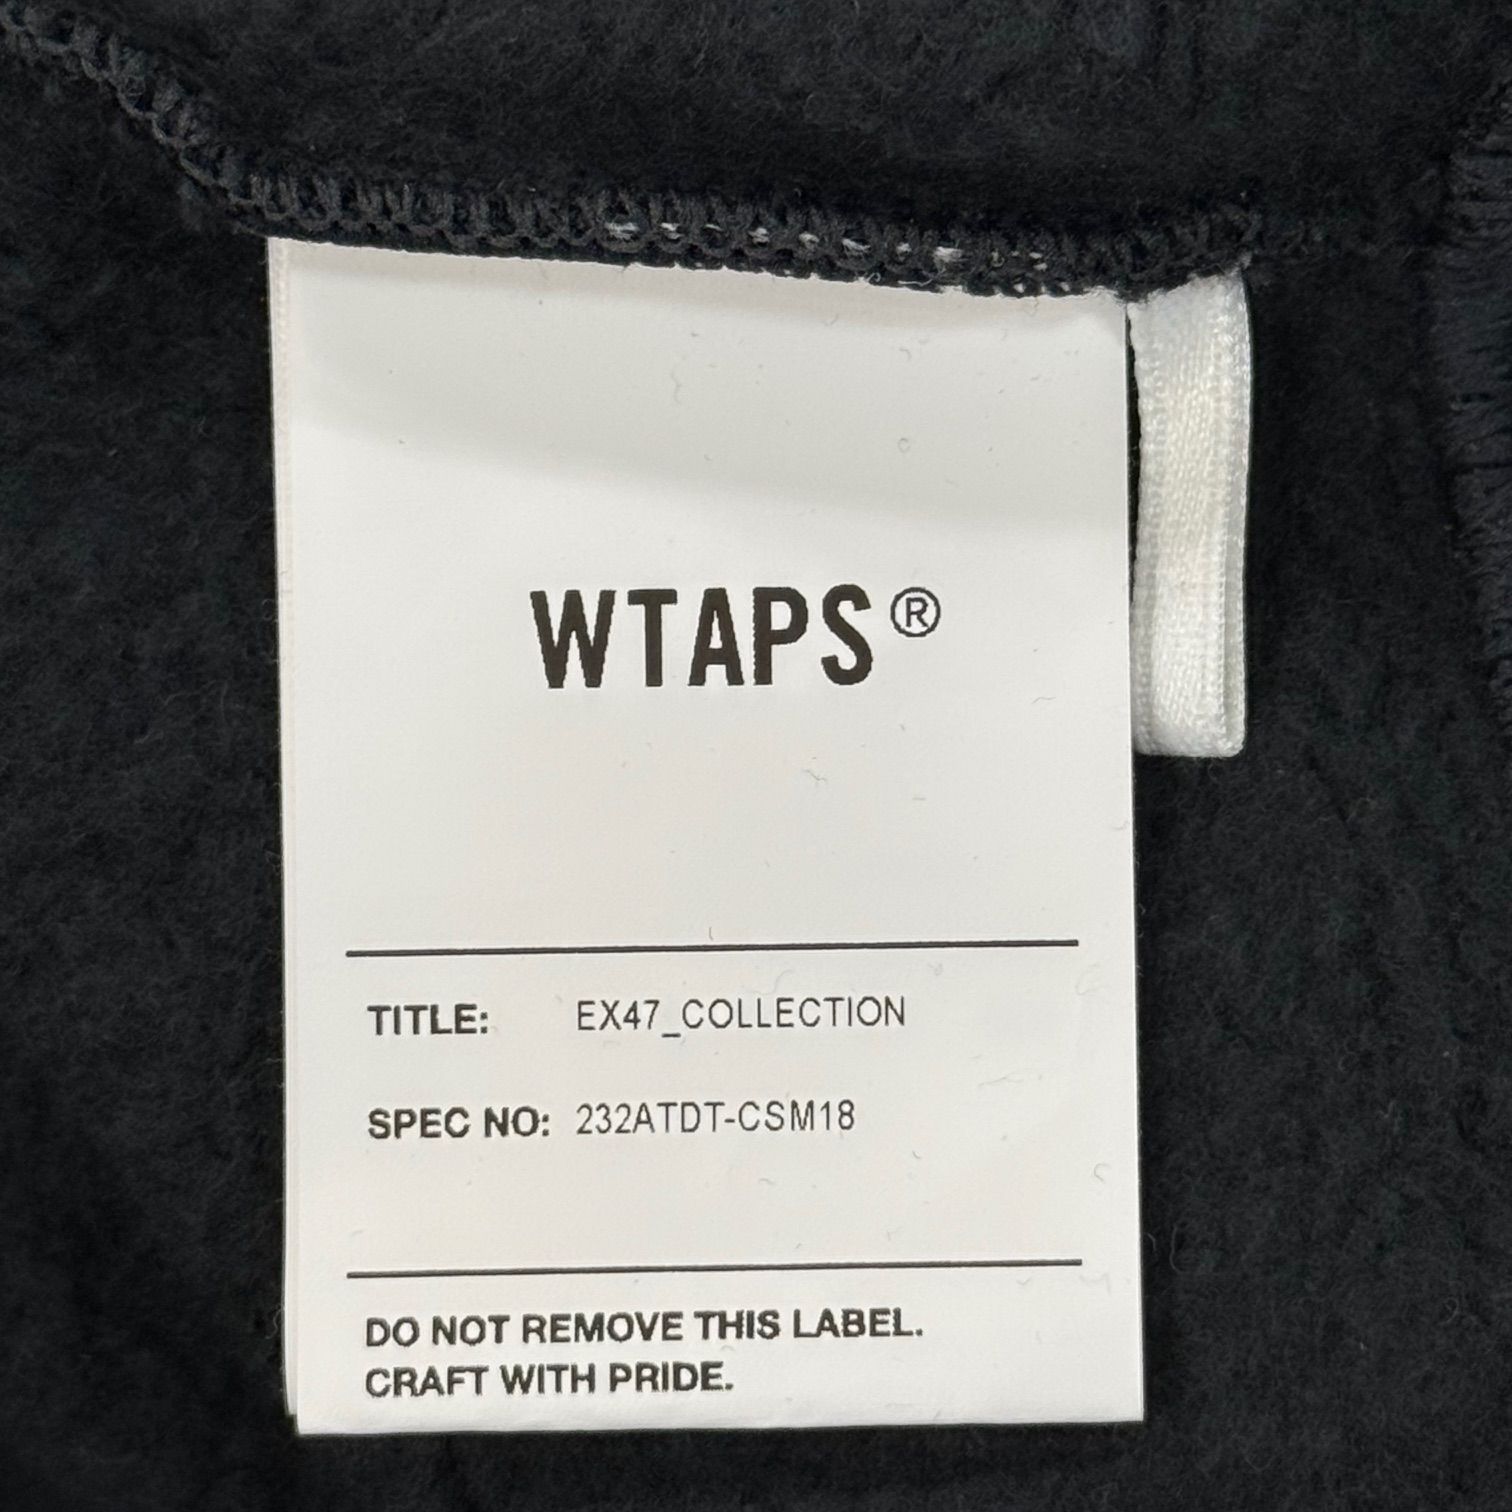 WTAPS®
TITLE: EX47_COLLECTION
SPEC NO: 232ATDT-CSM18
DO NOT REMOVE THIS LABEL.
CRAFT WITH PRIDE.